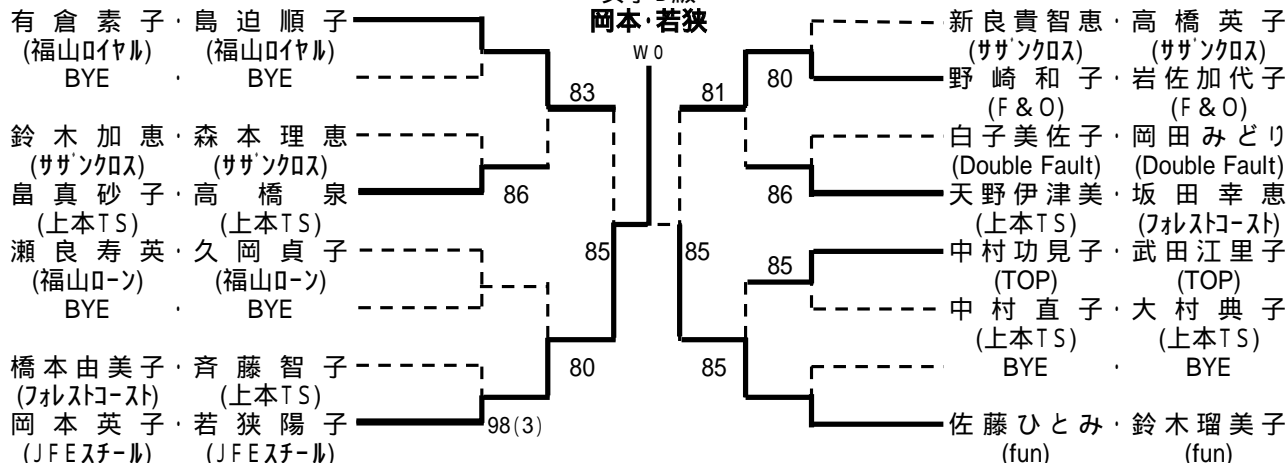 岡本・若狭
W0
有倉素子・島迫順子
(福山ロイヤル) (福山ロイヤル)
BYE ・ BYE
83
鈴木加恵・森本理恵
(サザンクロス) (サザンクロス)
86
畠真砂子・高橋泉
(上本TS) (上本TS)
瀬良寿英・久岡貞子
(福山ローン) (福山ローン)
85
BYE ・ BYE
橋本由美子・斉藤智子
(フォレストコースト) (上本TS)
80
岡本英子・若狭陽子
98(3)
(JFEスチール) (JFEスチール)
新良貴智恵・高橋英子
(サザンクロス) (サザンクロス)
80
野崎和子・岩佐加代子
(F&O) (F&O)
81
白子美佐子・岡田みどり
(Double Fault) (Double Fault)
86
天野伊津美・坂田幸恵
(上本TS) (フォレストコースト)
85
中村功見子・武田江里子
85
(TOP) (TOP)
中村直子・大村典子
(上本TS) (上本TS)
BYE ・ BYE
85
佐藤ひとみ・鈴木瑠美子
(fun) (fun)